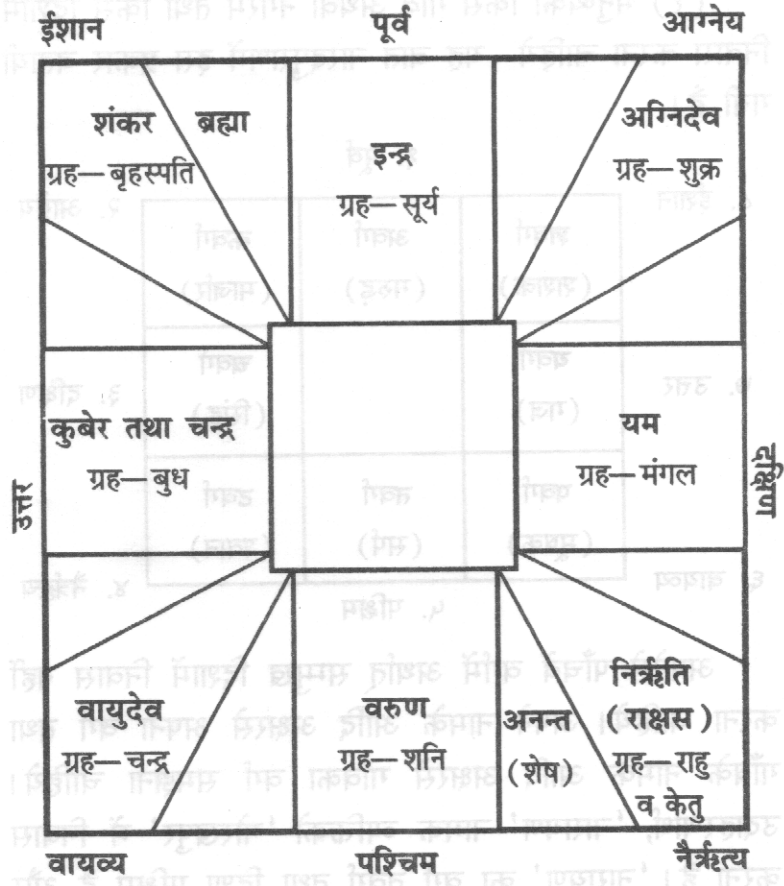 ईशान
पूर्व
आग्नेय
शंकर
ग्रह—बृहस्पति
ब्रह्मा
इन्द्र
ग्रह—सूर्य
अग्निदेव
ग्रह—शुक्र
उत्तर
कुबेर तथा चन्द्र
ग्रह—बुध
यम
ग्रह—मंगल
दक्षिण
वायुदेव
ग्रह—चन्द्र
वरुण
ग्रह—शनि
अनन्त
(शेष)
निर्ऋति
(राक्षस)
ग्रह—राहु
व केतु
वायव्य
पश्चिम
नैर्ऋत्य